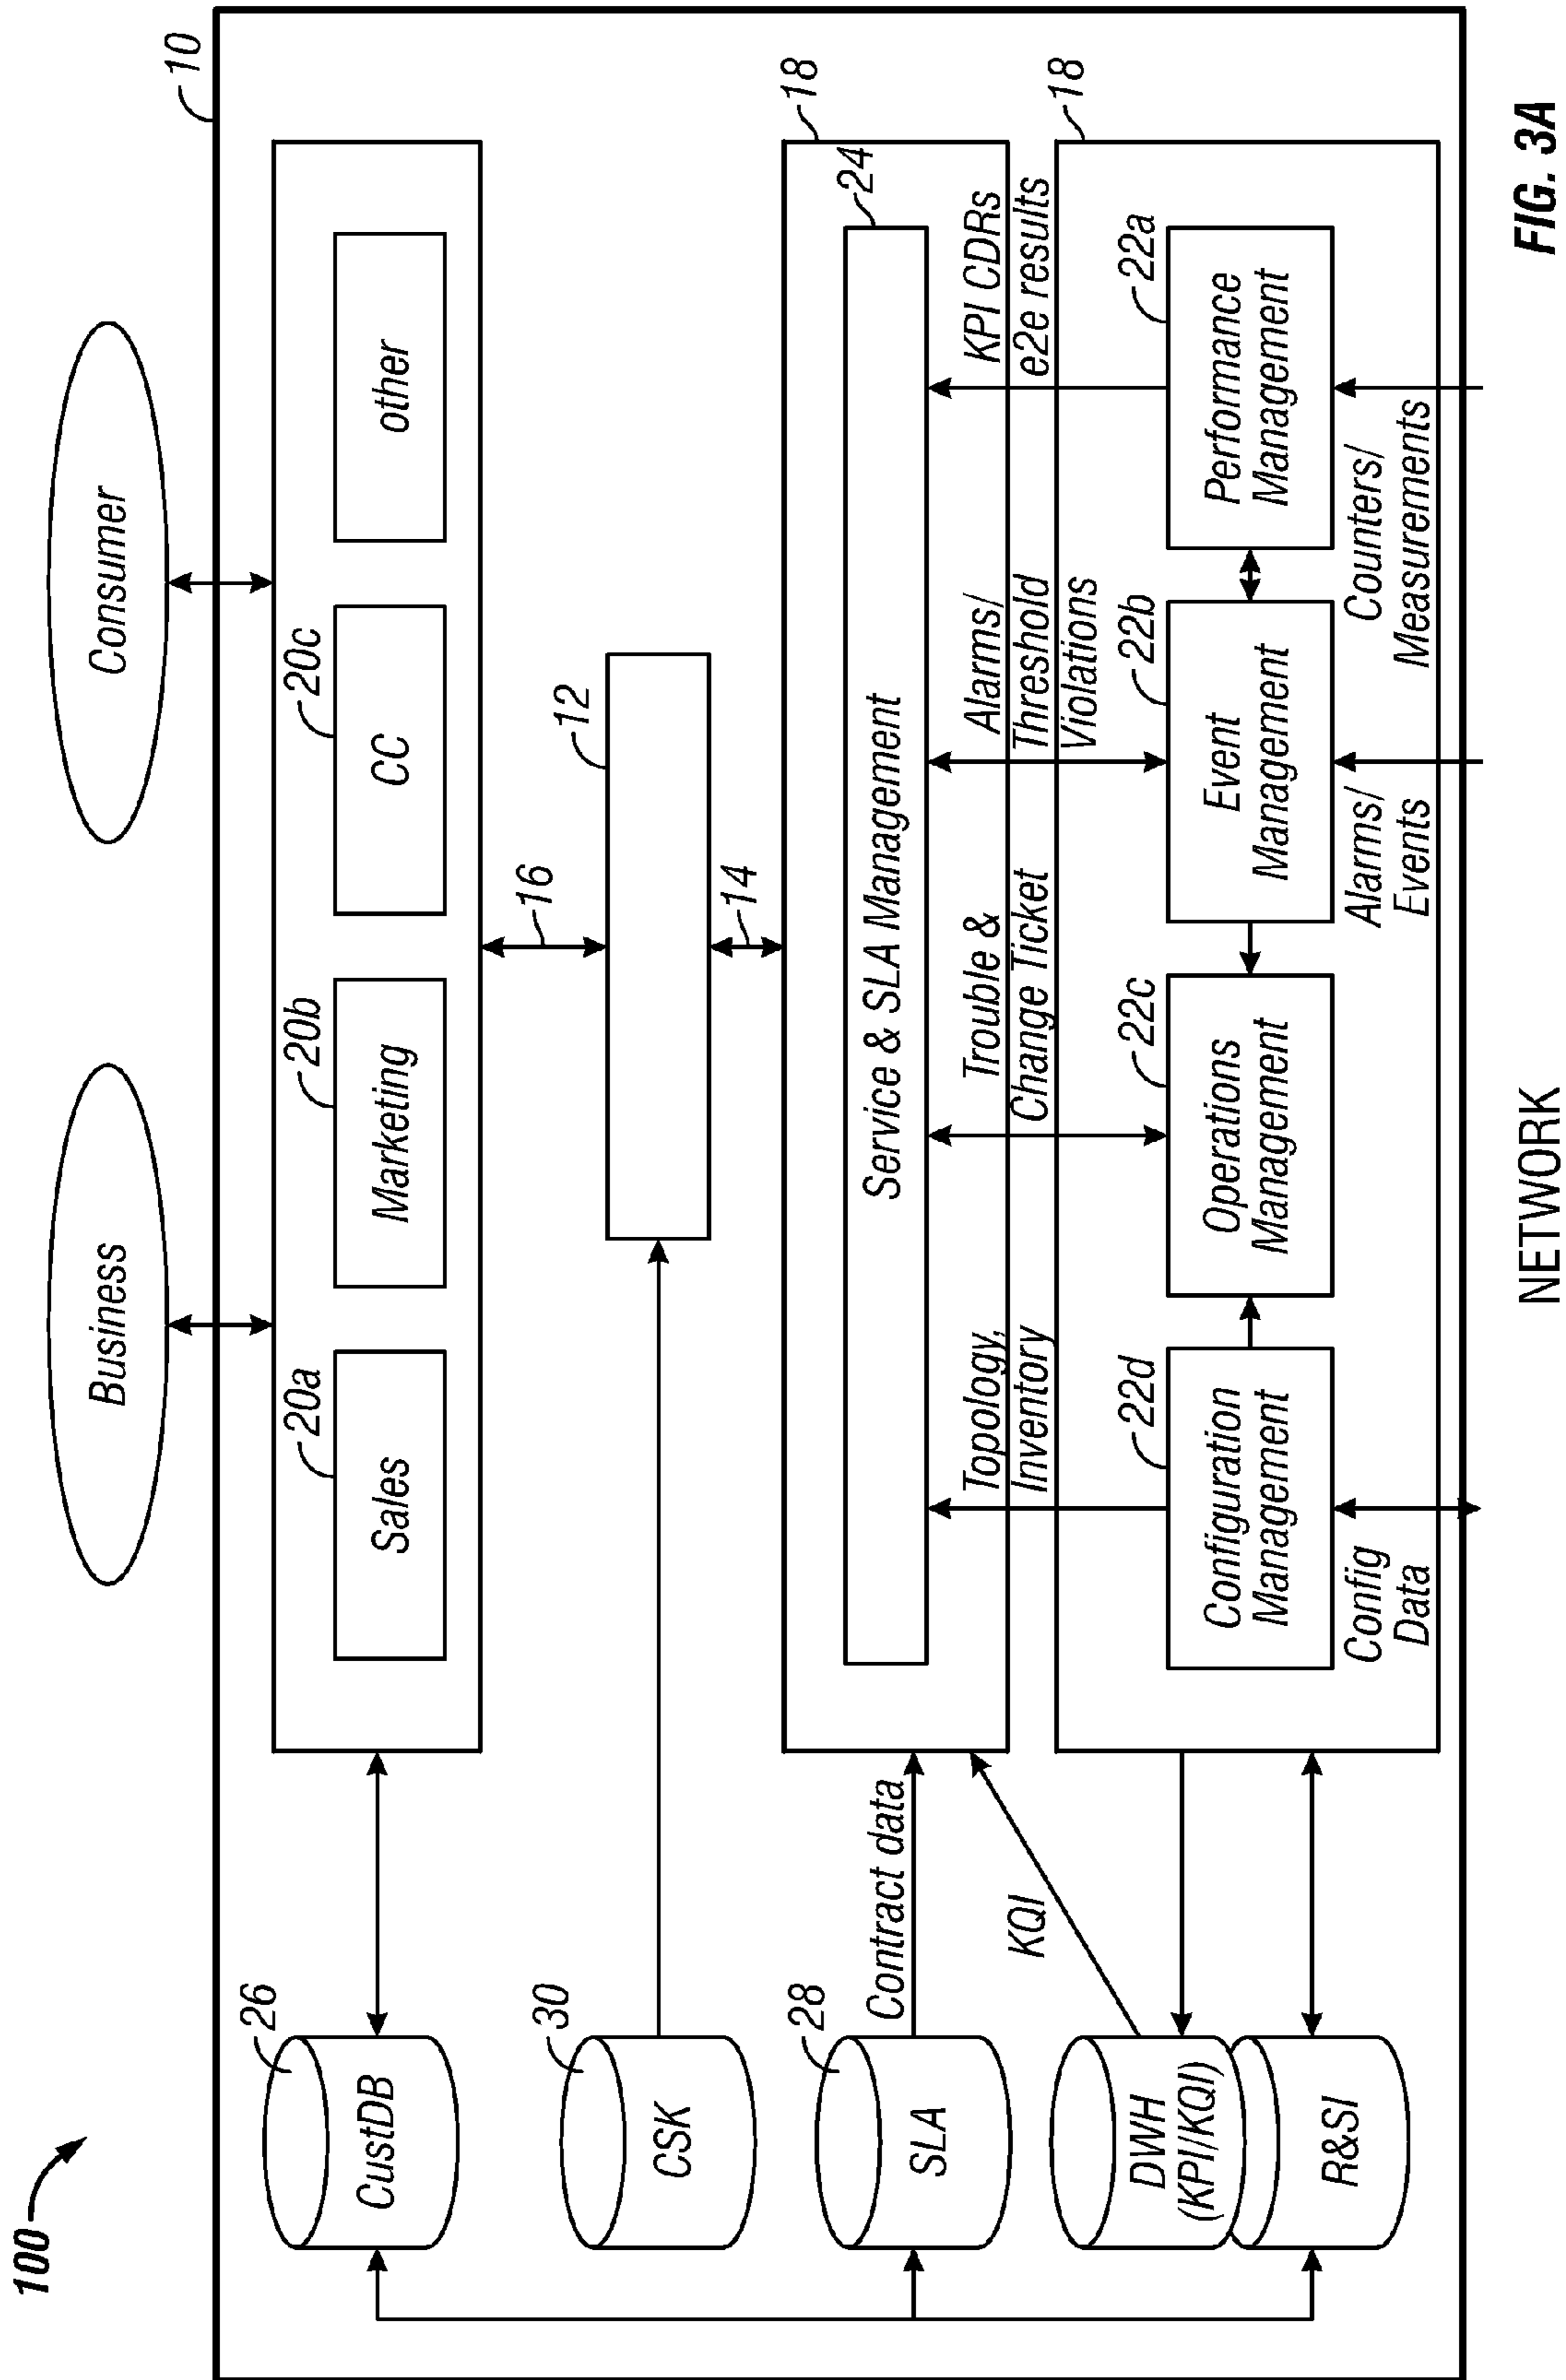 100
10
Business
Consumer
26
CustDB
20a
Sales
20b
Marketing
20c
CC
other
16
12
30
CSK
14
18
28
SLA
Contract data
24
Service & SLA Management
KQI
Topology,
Inventory
Trouble &
Change Ticket
Alarms/
Threshold
Violations
KPI CDRs
e2e results
18
DWH
(KPI/KQI)
R&SI
22d
Configuration
Management
22c
Operations
Management
22b
Event
Management
22a
Performance
Management
Config
Data
Alarms/
Events
Counters/
Measurements
NETWORK
FIG. 3A